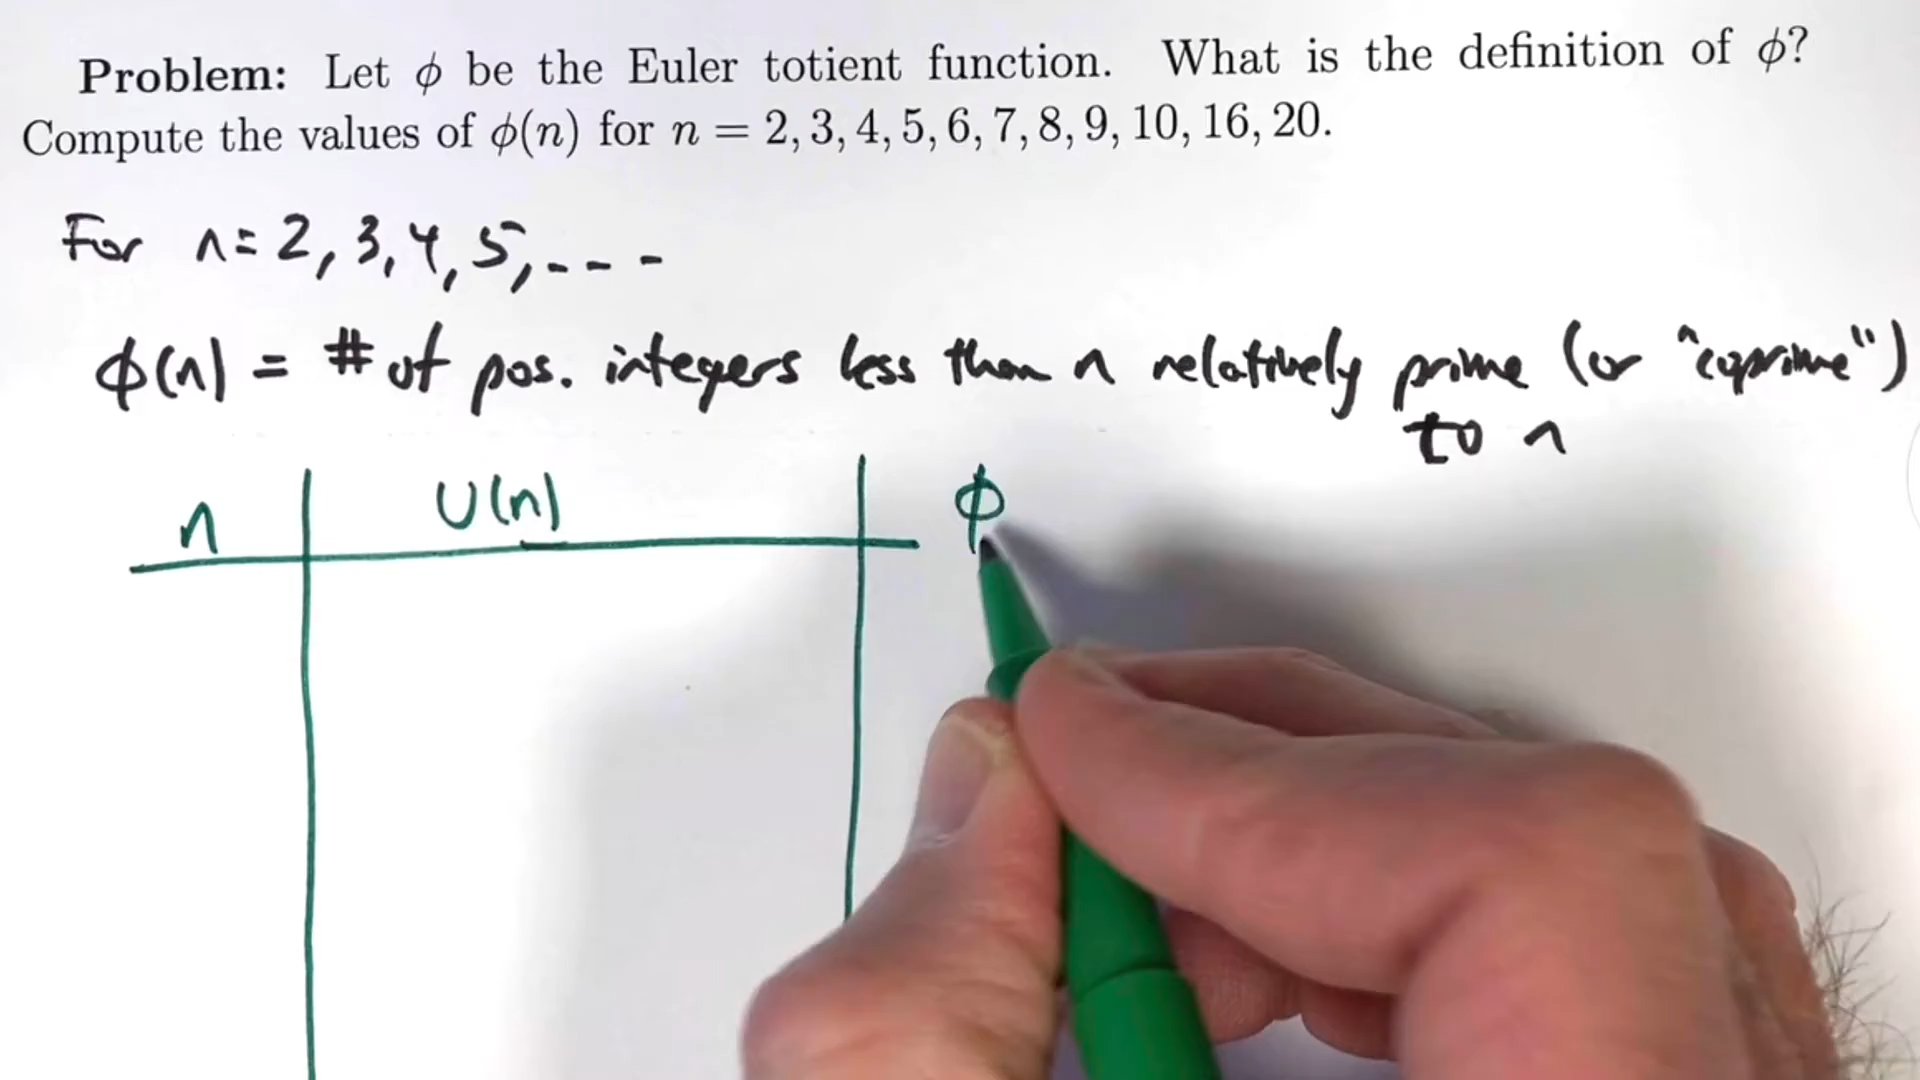 Problem: Let ϕ be the Euler totient function. What is the definition of ϕ?
Compute the values of ϕ(n) for n = 2, 3, 4, 5, 6, 7, 8, 9, 10, 16, 20.
For n = 2, 3, 4, 5, - - -
ϕ(n) = # of pos. integers less than n relatively prime (or "coprime")
to n
n U(n) ϕ